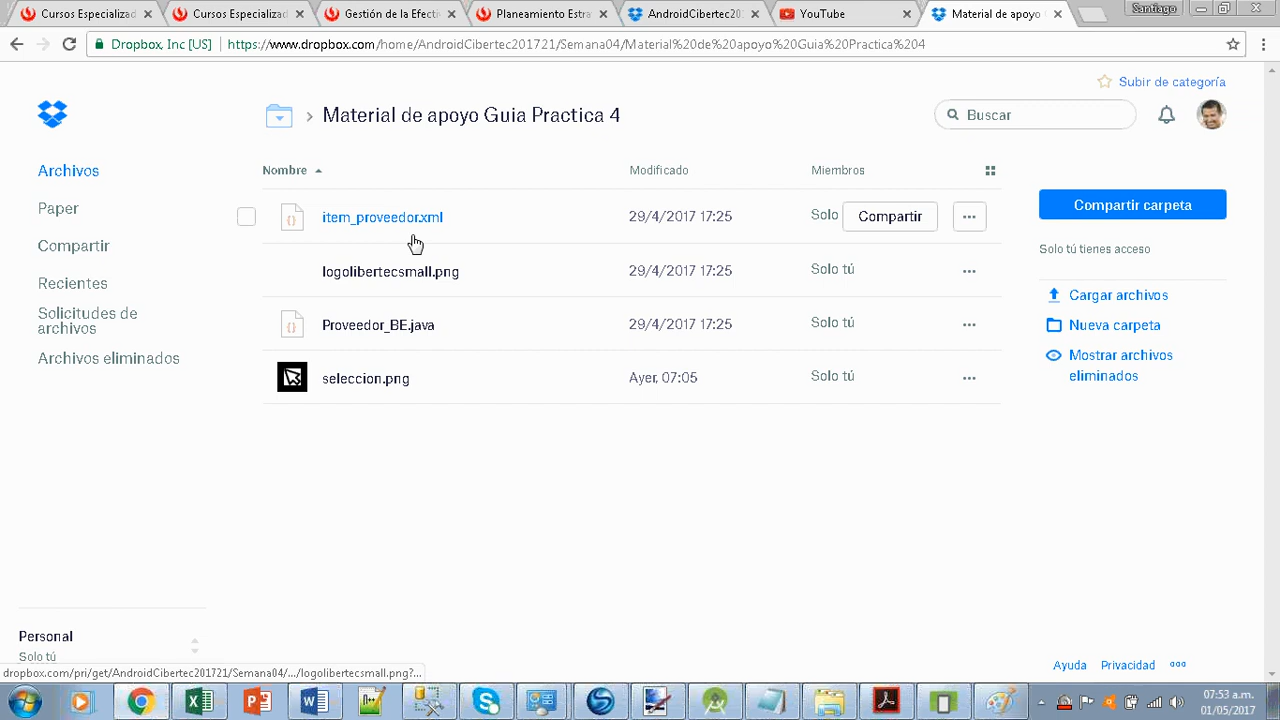 Cursos Especializad
Cursos Especializad
Gestión de la Efecti
Planeamiento Estra
AndroidCibertec201
YouTube
Material de apoyo
Santiago
Dropbox, Inc [US]
https://www.dropbox.com/home/AndroidCibertec201721/Semana04/Material%20de%20apoyo%20Guia%20Practica%204
Subir de categoría
Material de apoyo Guia Practica 4
Buscar
Archivos
Paper
Compartir
Recientes
Solicitudes de
archivos
Archivos eliminados
Nombre
Modificado
Miembros
item_proveedor.xml
29/4/2017 17:25
Solo
Compartir
logolibertecsmall.png
29/4/2017 17:25
Solo tú
Proveedor_BE.java
29/4/2017 17:25
Solo tú
seleccion.png
Ayer, 07:05
Solo tú
Compartir carpeta
Solo tú tienes acceso
Cargar archivos
Nueva carpeta
Mostrar archivos
eliminados
Personal
Solo tú
dropbox.com/pri/get/AndroidCibertec201721/Semana04/.../logolibertecsmall.png?...
Ayuda
Privacidad
07:53 a.m.
01/05/2017